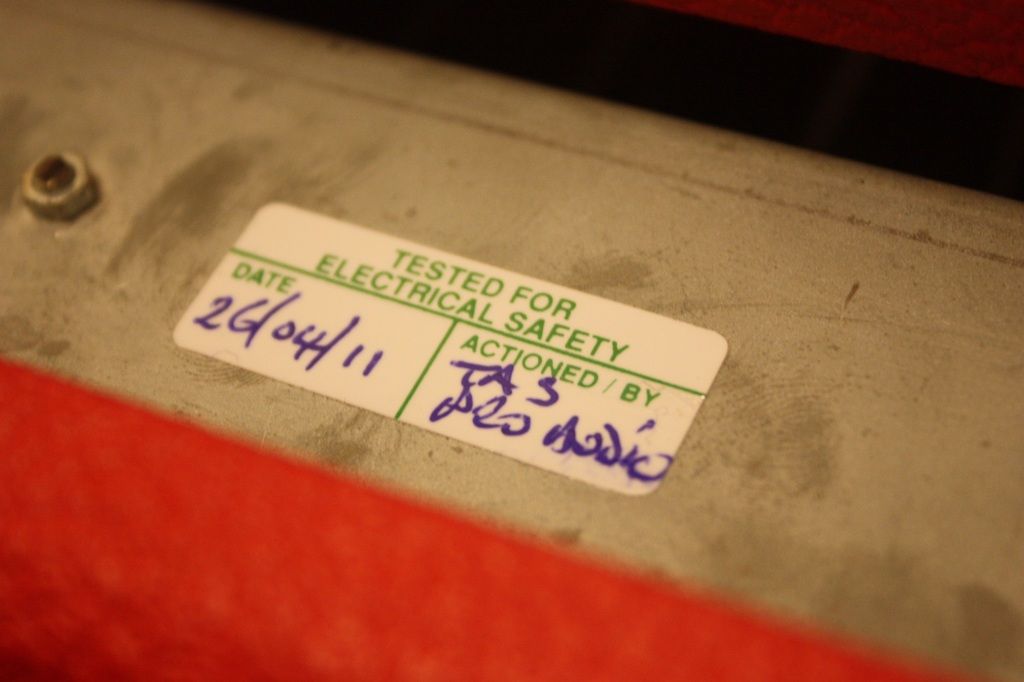 TESTED FOR
ELECTRICAL SAFETY
DATE
26/04/11
ACTIONED / BY
TAS
PRO AUDIO